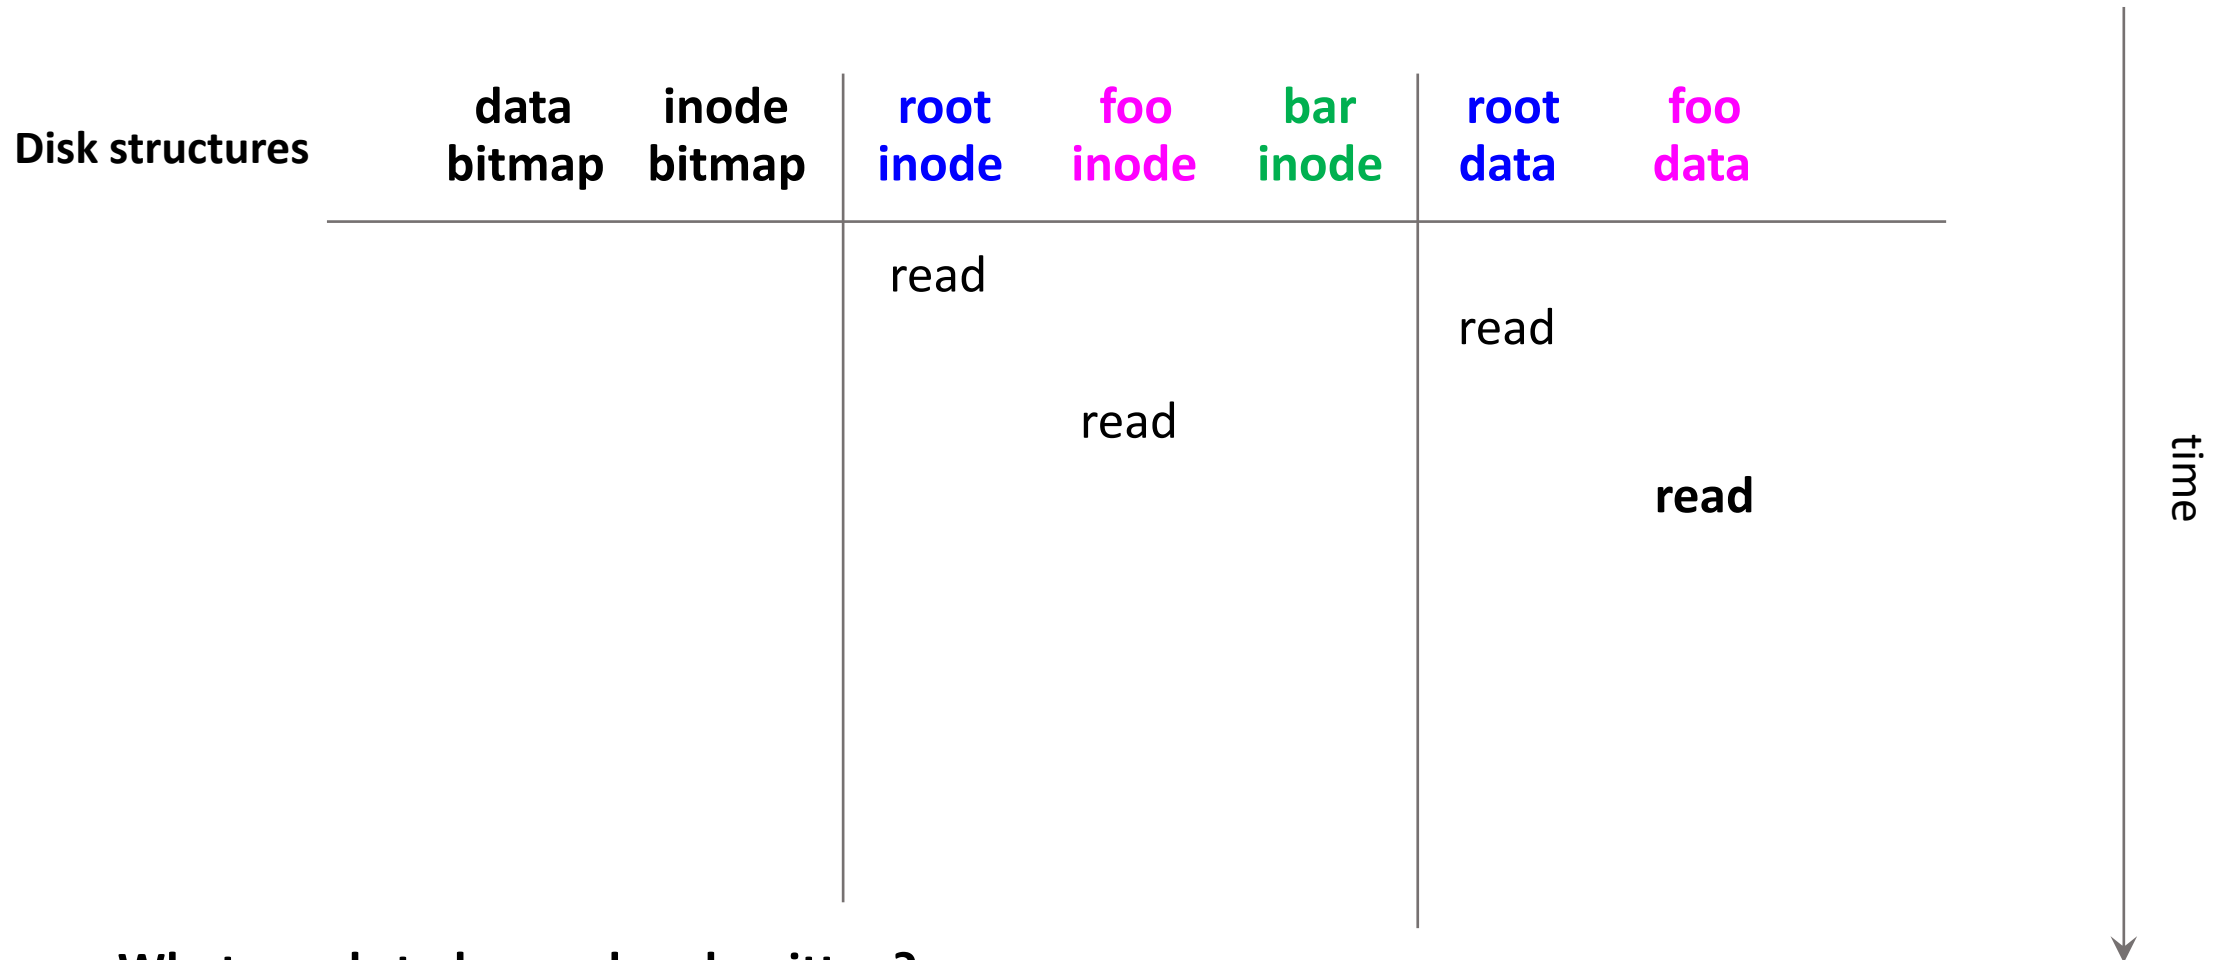 data inode root foo bar root foo
Disk structures bitmap bitmap inode inode inode data data
read
read
read
read
time